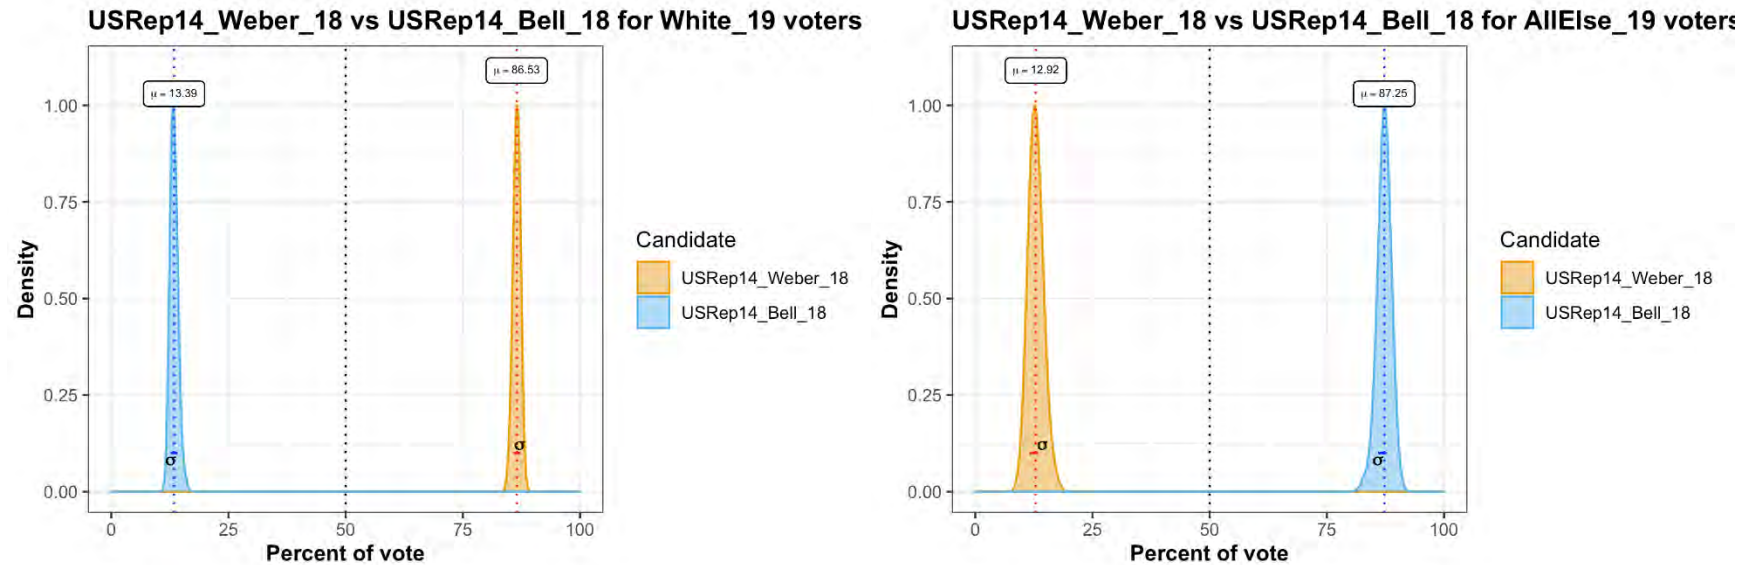 USRep14_Weber_18 vs USRep14_Bell_18 for White_19 voters
μ = 13.39
μ = 86.53
1.00
0.75
0.50
0.25
0.00
σ
σ
0 25 50 75 100
Percent of vote
Density
Candidate
USRep14_Weber_18
USRep14_Bell_18
USRep14_Weber_18 vs USRep14_Bell_18 for AllElse_19 voters
μ = 12.92
μ = 87.25
1.00
0.75
0.50
0.25
0.00
σ
σ
0 25 50 75 100
Percent of vote
Density
Candidate
USRep14_Weber_18
USRep14_Bell_18